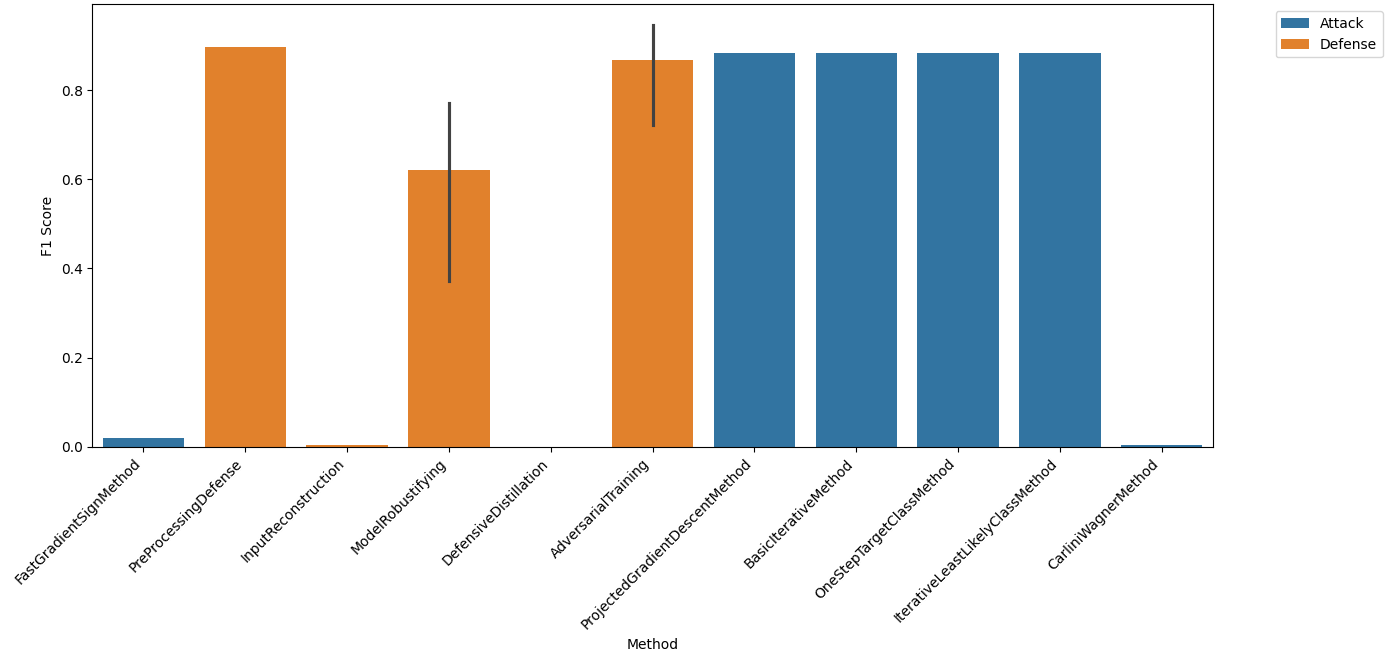 Attack
Defense
F1 Score
0.8
0.6
0.4
0.2
0.0
FastGradientSignMethod
PreProcessingDefense
InputReconstruction
ModelRobustifying
DefensiveDistillation
AdversarialTraining
ProjectedGradientDescentMethod
BasicIterativeMethod
OneStepTargetClassMethod
IterativeLeastLikelyClassMethod
CarliniWagnerMethod
Method